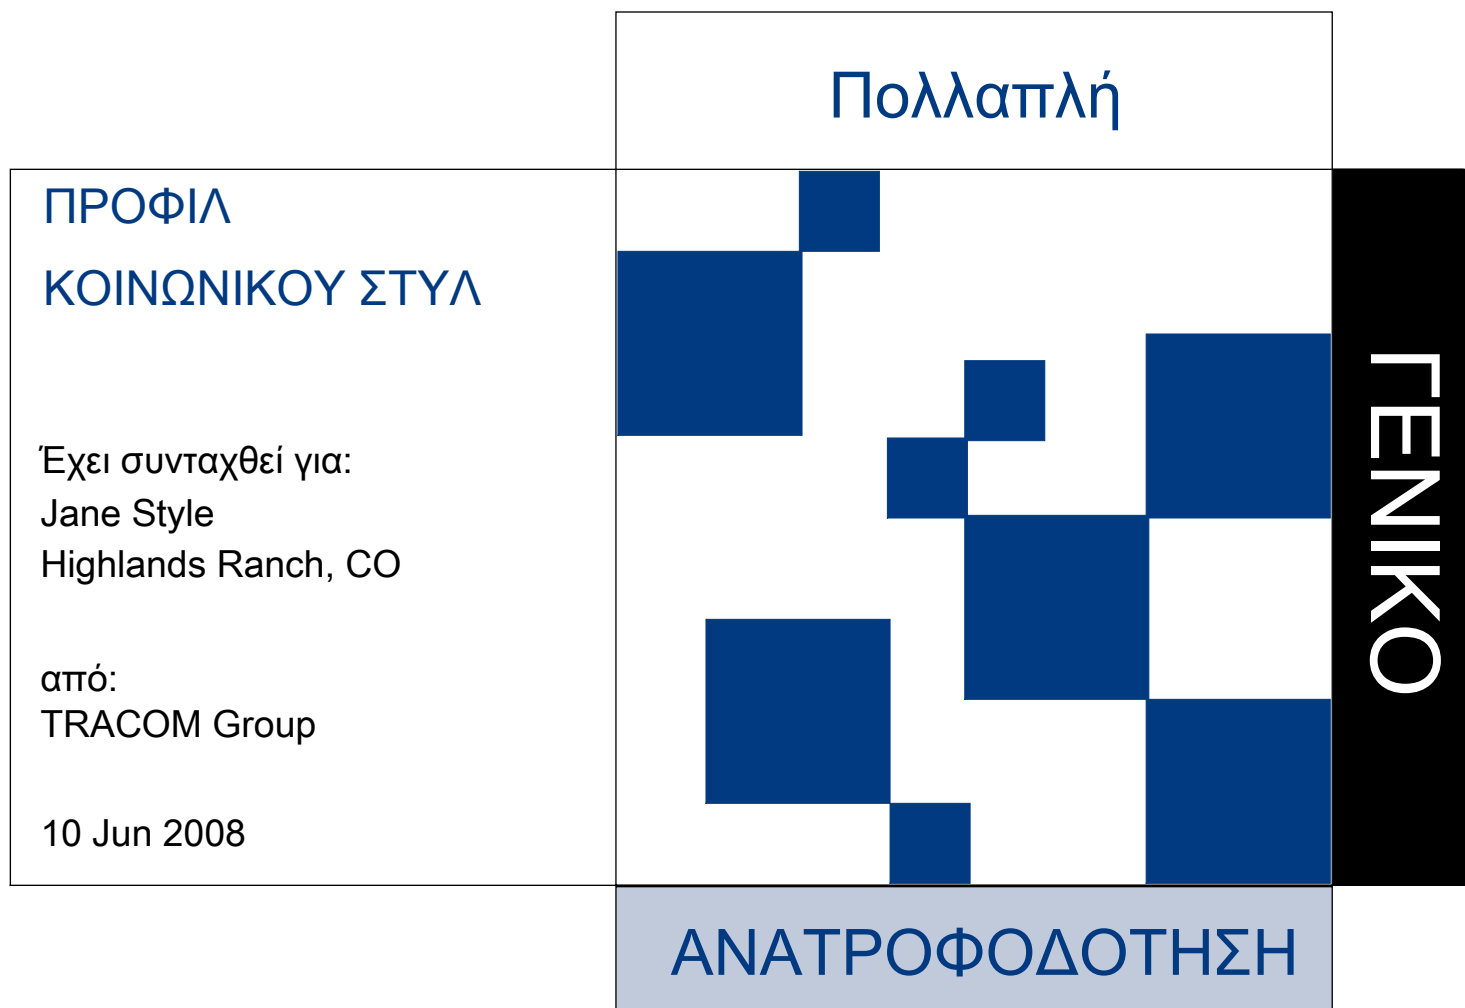 Πολλαπλή
ΠΡΟΦΙΛ
ΚΟΙΝΩΝΙΚΟΥ ΣΤΥΛ
Έχει συνταχθεί για:
Jane Style
Highlands Ranch, CO
από:
TRACOM Group
10 Jun 2008
ΓΕΝΙΚΟ
ΑΝΑΤΡΟΦΟΔΟΤΗΣΗ